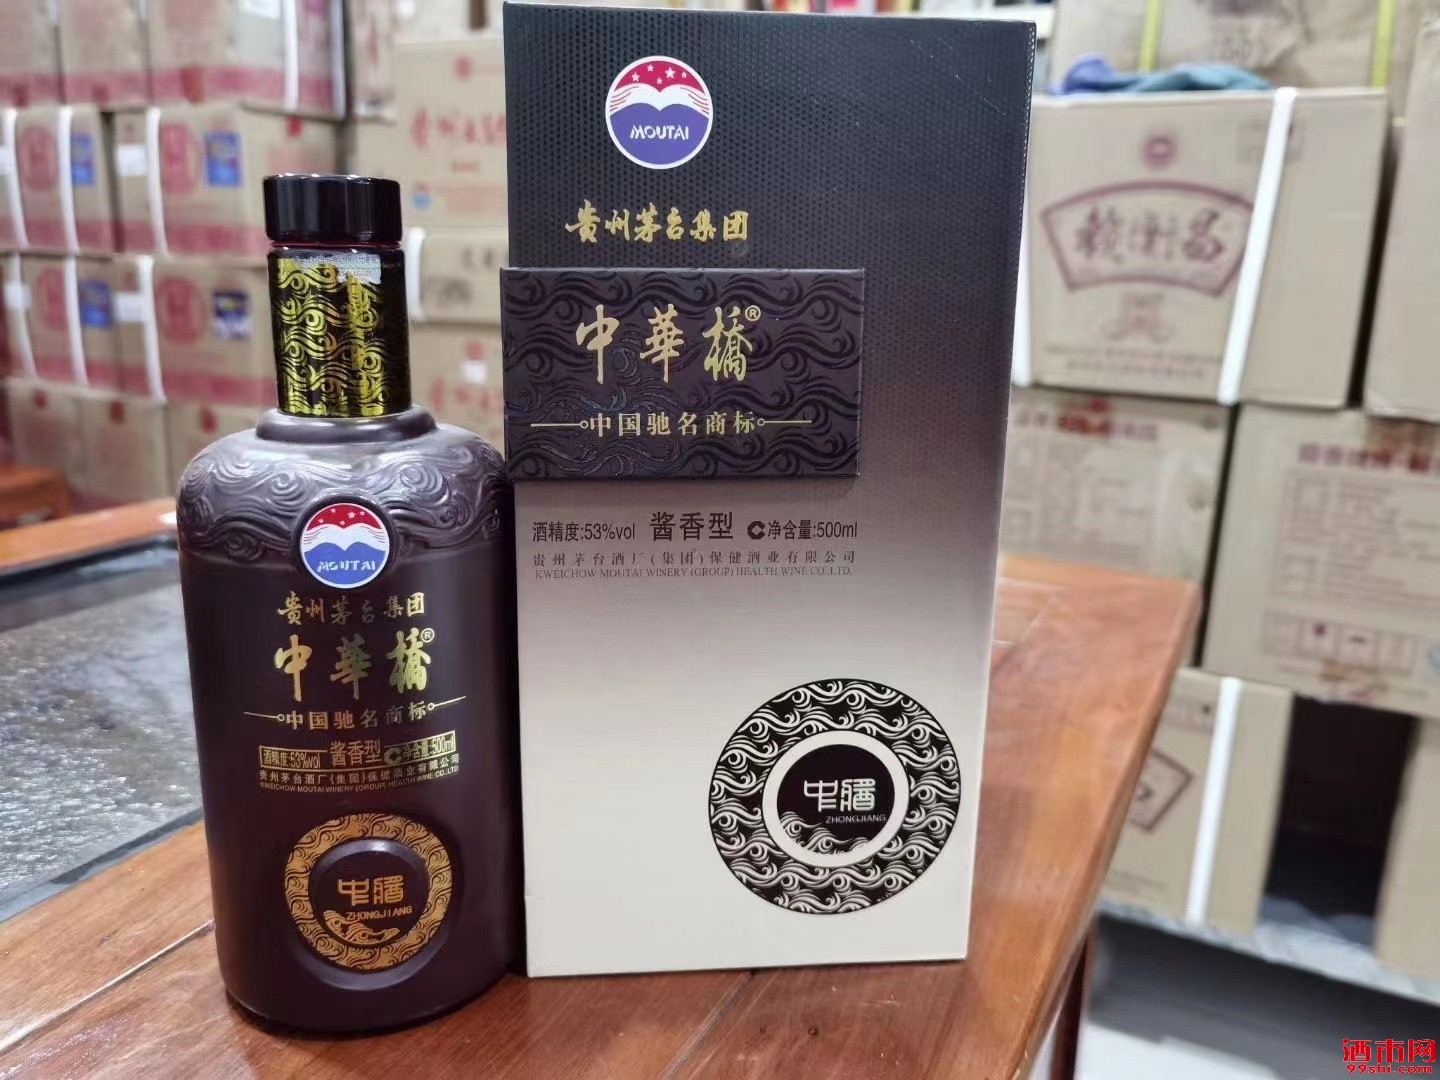 MOUTAI
贵州茅台集团
中華橋®
中国驰名商标
酒精度:53%vol 酱香型 净含量:500ml
贵州茅台酒厂(集团)保健酒业有限公司
KWEICHOW MOUTAI WINERY (GROUP) HEALTH WINE CO.,LTD.
ZHONGJIANG
MOUTAI
贵州茅台集团
中華橋®
中国驰名商标
酒精度:53%vol 酱香型 净含量:500ml
贵州茅台酒厂(集团)保健酒业有限公司
KWEICHOW MOUTAI WINERY (GROUP) HEALTH WINE CO.,LTD
ZHONGJIANG
赖衡昌
酒市网
99shi.com